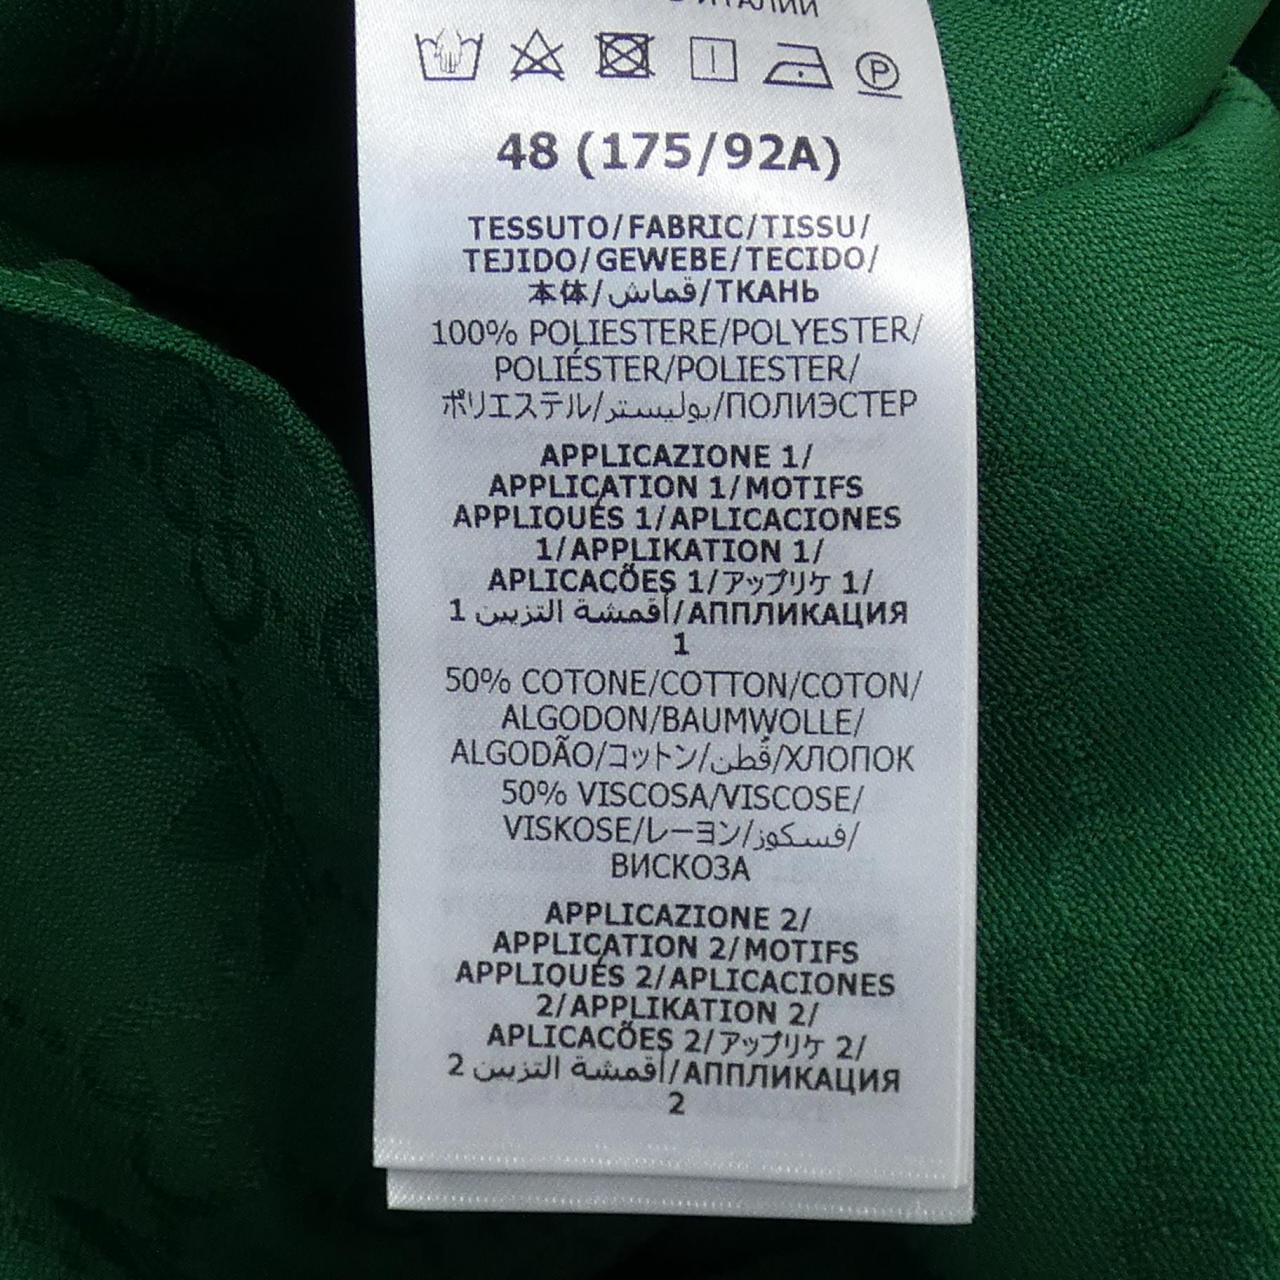 ИТАЛИИ
P
48 (175/92A)
TESSUTO/FABRIC/TISSU/
TEJIDO/GEWEBE/TECIDO/
本体/قماش/ТКАНЬ
100% POLIESTERE/POLYESTER/
POLIÉSTER/POLIESTER/
ポリエステル/بوليستر/ПОЛИЭСТЕР
APPLICAZIONE 1/
APPLICATION 1/MOTIFS
APPLIQUÉS 1/APLICACIONES
1/APPLIKATION 1/
APLICACÕES 1/アップリケ 1/
أقمشة التزيين 1/АППЛИКАЦИЯ
1
50% COTONE/COTTON/COTON/
ALGODON/BAUMWOLLE/
ALGODÃO/コットン/قُطن/ХЛОПОК
50% VISCOSA/VISCOSE/
VISKOSE/レーヨン/فسكوز/
ВИСКОЗА
APPLICAZIONE 2/
APPLICATION 2/MOTIFS
APPLIQUÉS 2/APLICACIONES
2/APPLIKATION 2/
APLICACÕES 2/アップリケ 2/
أقمشة التزيين 2/АППЛИКАЦИЯ
2